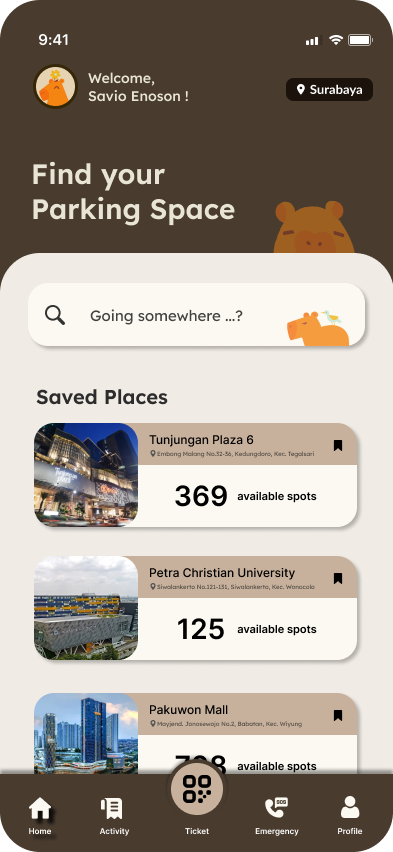 9:41
Welcome,
Savio Enoson !
Surabaya
Find your
Parking Space
Going somewhere ...?
Saved Places
Tunjungan Plaza 6
Embong Malang No.32-36, Kedungdoro, Kec. Tegalsari
369 available spots
Petra Christian University
Siwalankerto No.121-131, Siwalankerto, Kec. Wonocolo
125 available spots
Pakuwon Mall
Mayjend. Jonosewojo No.2, Babatan, Kec. Wiyung
available spots
SOS
Home
Activity
Ticket
Emergency
Profile